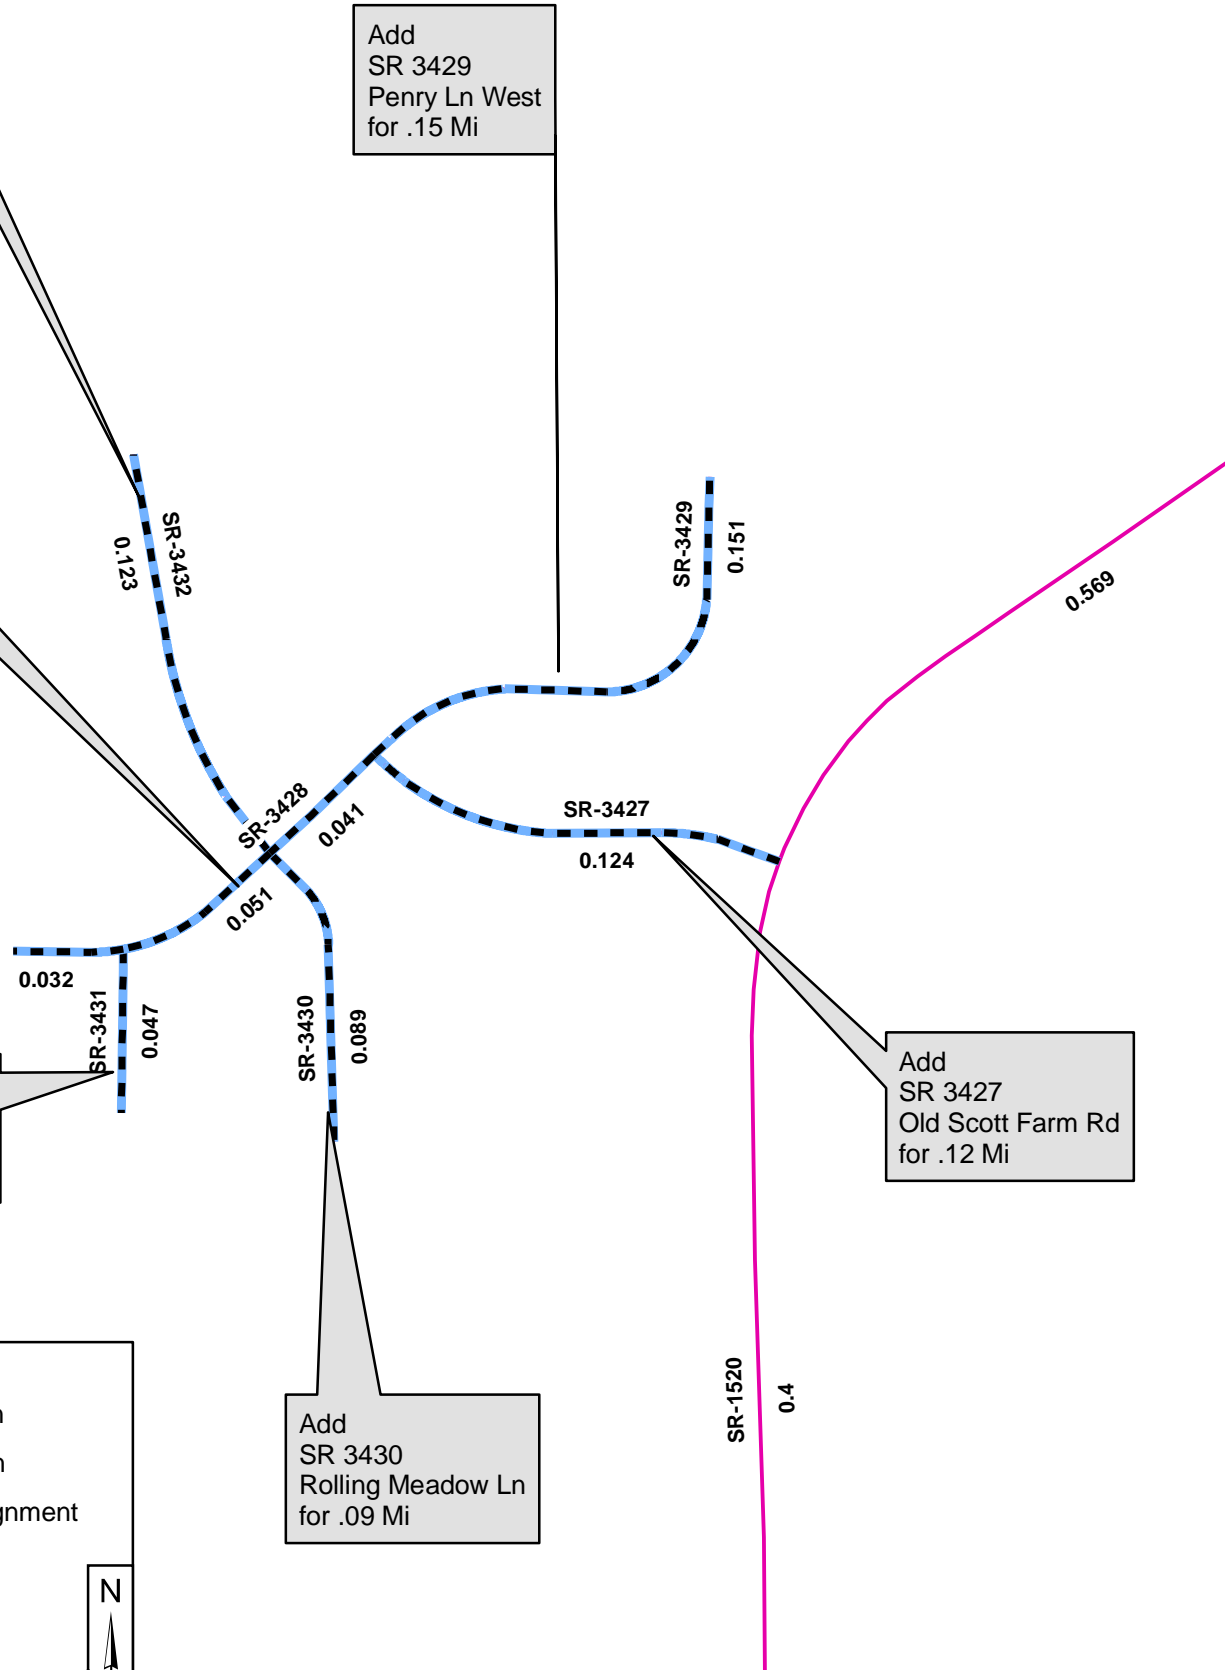 Add
SR 3429
Penry Ln West
for .15 Mi
SR-3432
0.123
SR-3429
0.151
0.569
SR-3428
0.041
SR-3427
0.124
0.051
0.032
SR-3431
0.047
SR-3430
0.089
Add
SR 3427
Old Scott Farm Rd
for .12 Mi
SR-1520
0.4
Add
SR 3430
Rolling Meadow Ln
for .09 Mi
N